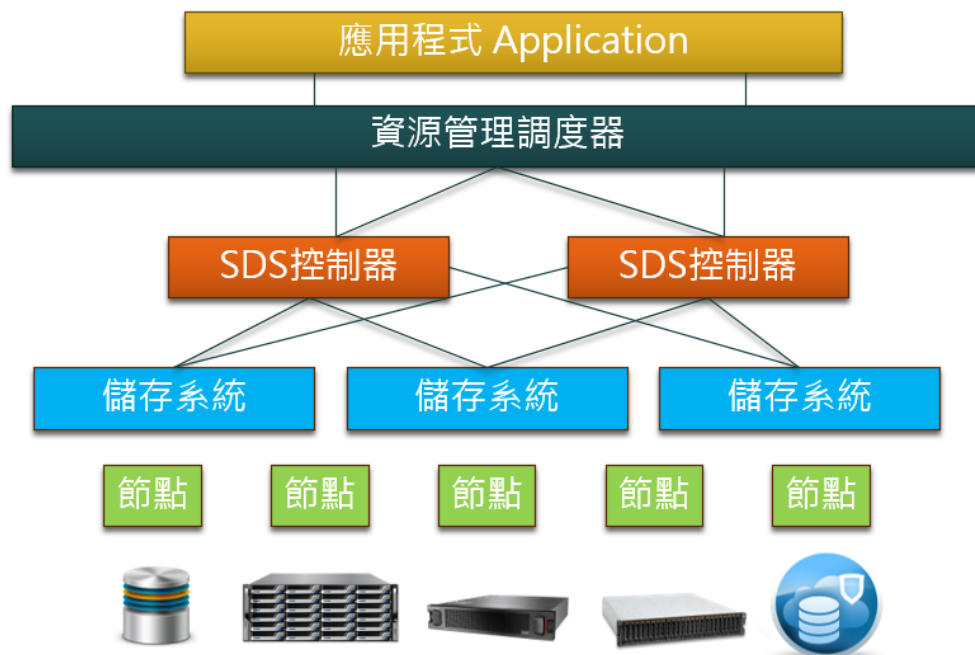 應用程式 Application
資源管理調度器
SDS控制器
SDS控制器
儲存系統
儲存系統
儲存系統
節點
節點
節點
節點
節點